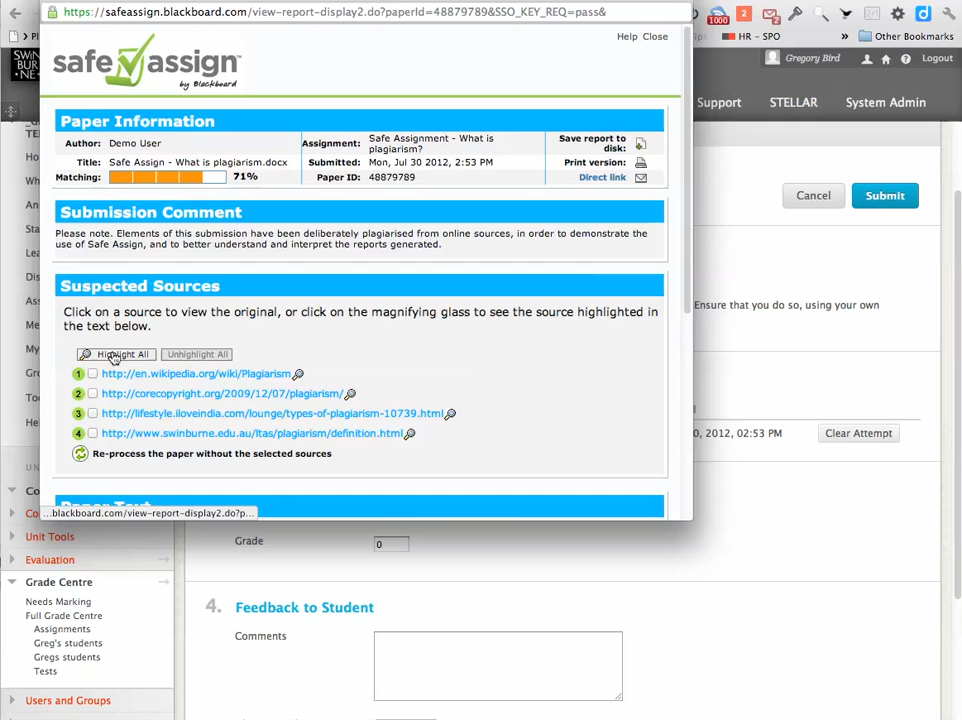 https://safeassign.blackboard.com/view-report-display2.do?paperId=48879789&SSO_KEY_REQ=pass&
1000
2
HR - SPO
»
Other Bookmarks
Gregory Bird
Logout
Support
STELLAR
System Admin
Cancel
Submit
Ensure that you do so, using your own
0, 2012, 02:53 PM
Clear Attempt
safe assign
by Blackboard
Help Close
Paper Information
Author: Demo User
Assignment: Safe Assignment - What is plagiarism?
Save report to disk:
Title: Safe Assign - What is plagiarism.docx
Submitted: Mon, Jul 30 2012, 2:53 PM
Print version:
Matching: 71%
Paper ID: 48879789
Direct link
Submission Comment
Please note. Elements of this submission have been deliberately plagiarised from online sources, in order to demonstrate the
use of Safe Assign, and to better understand and interpret the reports generated.
Suspected Sources
Click on a source to view the original, or click on the magnifying glass to see the source highlighted in
the text below.
Highlight All
Unhighlight All
1 http://en.wikipedia.org/wiki/Plagiarism
2 http://corecopyright.org/2009/12/07/plagiarism/
3 http://lifestyle.iloveindia.com/lounge/types-of-plagiarism-10739.html
4 http://www.swinburne.edu.au/ltas/plagiarism/definition.html
Re-process the paper without the selected sources
Paper Text
...blackboard.com/view-report-display2.do?p...
Unit Tools
Evaluation
Grade Centre
Needs Marking
Full Grade Centre
Assignments
Greg's students
Gregs students
Tests
Users and Groups
Grade
0
4. Feedback to Student
Comments